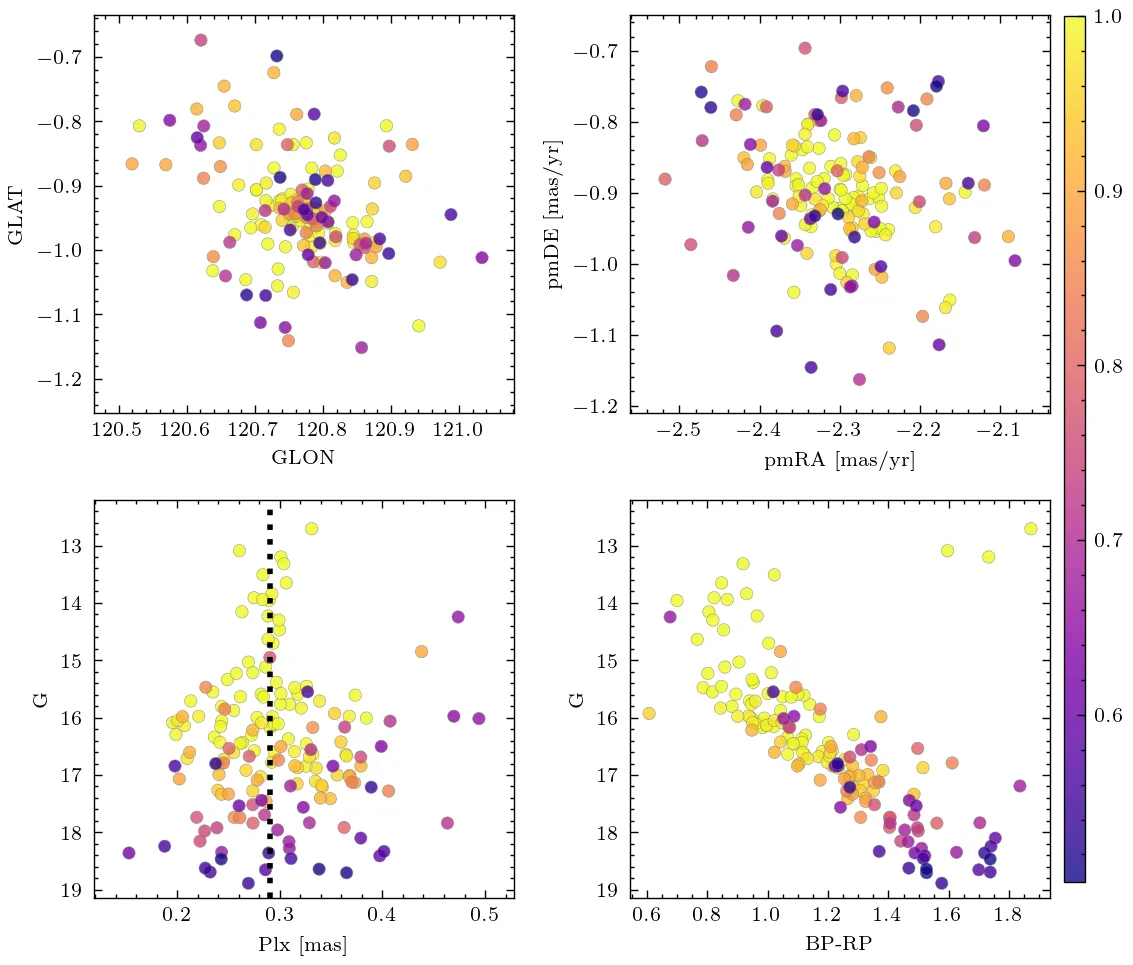 −0.7
−0.8
−0.9
−1.0
−1.1
−1.2
GLAT
120.5 120.6 120.7 120.8 120.9 121.0
GLON
−0.7
−0.8
−0.9
−1.0
−1.1
−1.2
pmDE [mas/yr]
−2.5 −2.4 −2.3 −2.2 −2.1
pmRA [mas/yr]
1.0
0.9
0.8
0.7
0.6
13
14
15
16
17
18
19
G
0.2 0.3 0.4 0.5
Plx [mas]
13
14
15
16
17
18
19
G
0.6 0.8 1.0 1.2 1.4 1.6 1.8
BP-RP